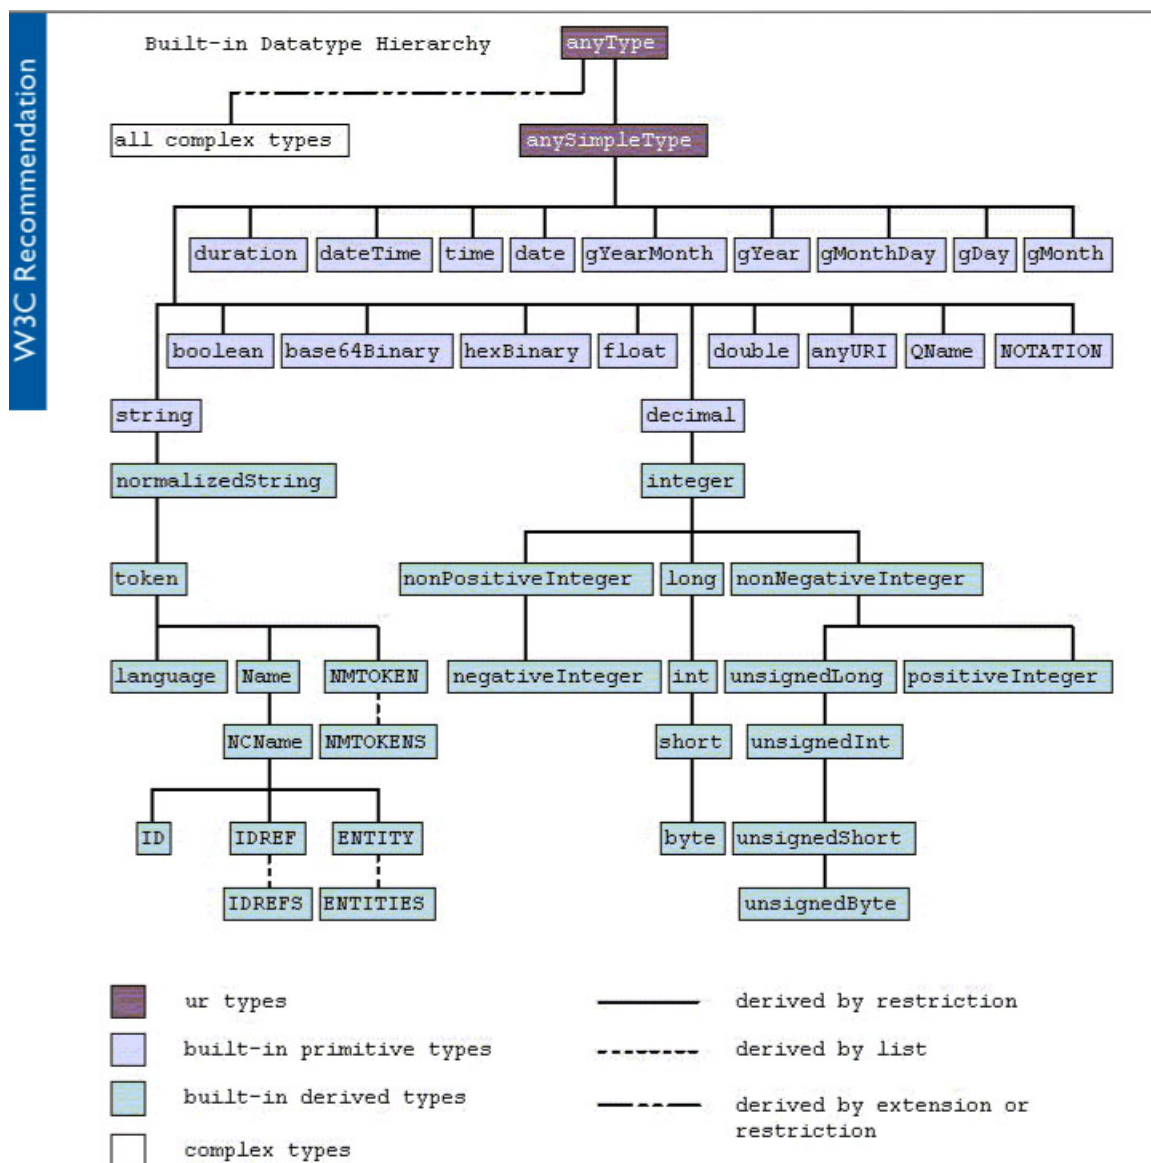 W3C Recommendation
Built-in Datatype Hierarchy
anyType
all complex types
anySimpleType
duration dateTime time date gYearMonth gYear gMonthDay gDay gMonth
boolean base64Binary hexBinary float double anyURI QName NOTATION
string decimal
normalizedString integer
token nonPositiveInteger long nonNegativeInteger
language Name NMTOKEN negativeInteger int unsignedLong positiveInteger
NCName NMTOKENS short unsignedInt
ID IDREF ENTITY byte unsignedShort
IDREFS ENTITIES unsignedByte
ur types derived by restriction
built-in primitive types derived by list
built-in derived types derived by extension or
restriction
complex types